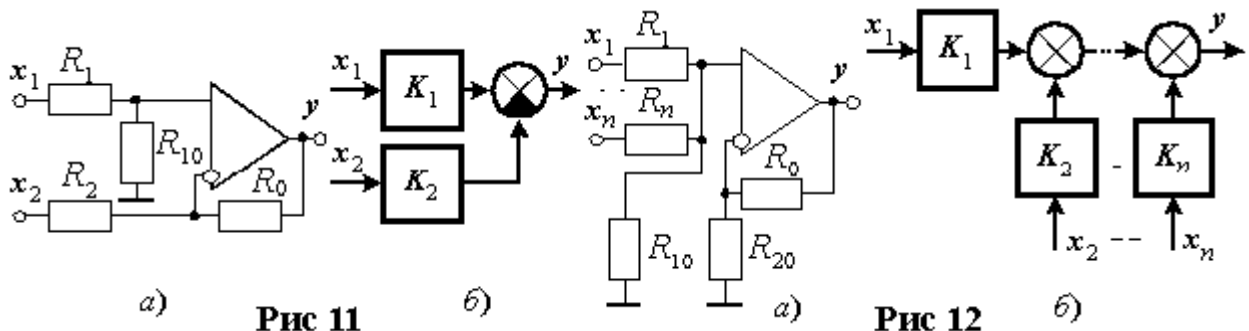 x₁ R₁
R₁₀
y
x₂ R₂ R₀
а)
x₁ K₁ y
x₂ K₂
б)
Рис 11
x₁ R₁
xₙ Rₙ
y
R₀
R₁₀ R₂₀
а)
x₁ K₁ y
K₂ Kₙ
x₂ xₙ
б)
Рис 12